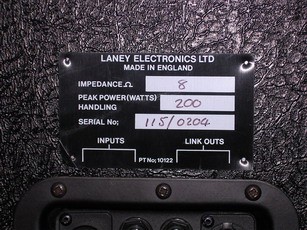 LANEY ELECTRONICS LTD
MADE IN ENGLAND
IMPEDANCE Ω 8
PEAK POWER (WATTS)
HANDLING 200
SERIAL No; 115/0204
INPUTS LINK OUTS
PT No; 10122